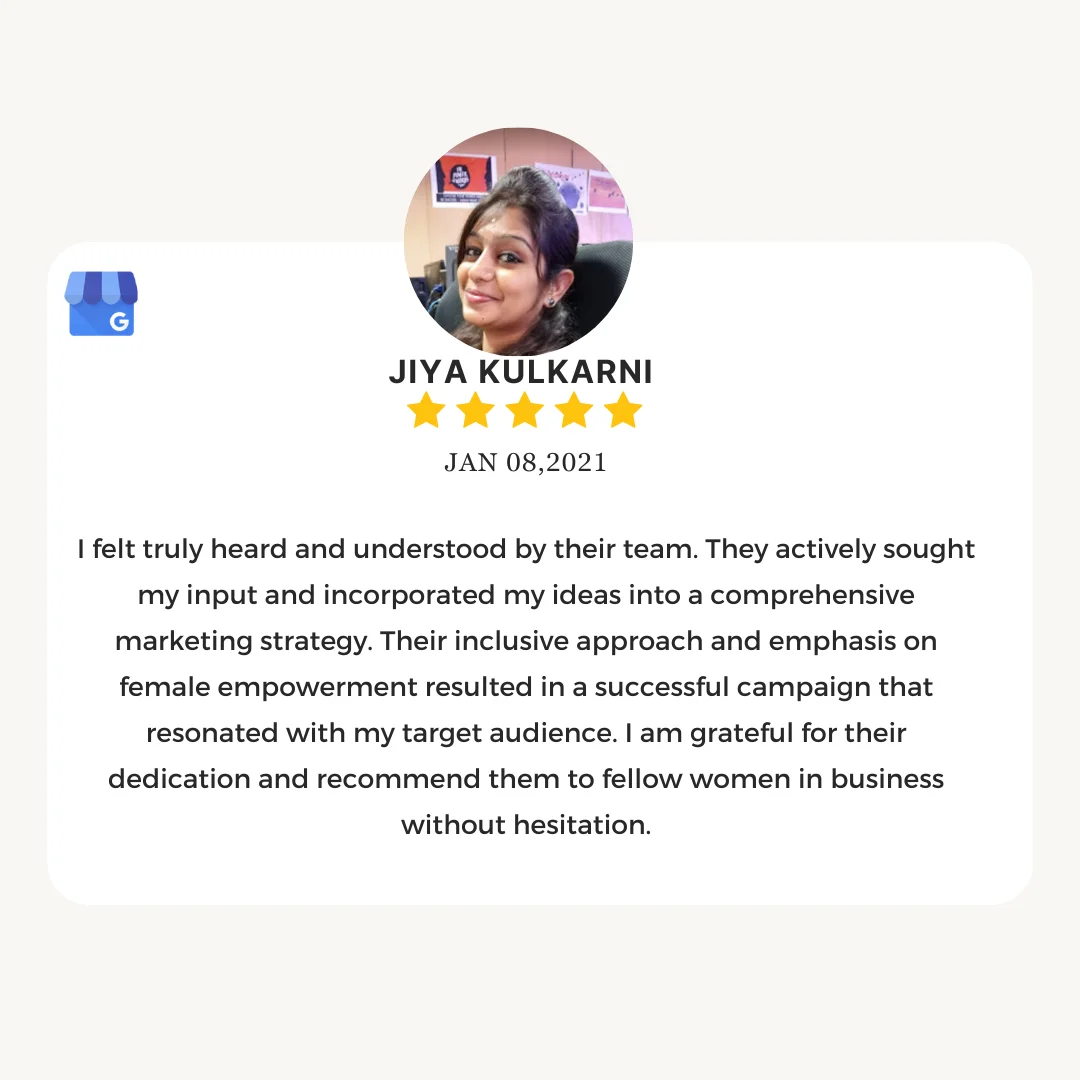 JIYA KULKARNI
JAN 08,2021
I felt truly heard and understood by their team. They actively sought
my input and incorporated my ideas into a comprehensive
marketing strategy. Their inclusive approach and emphasis on
female empowerment resulted in a successful campaign that
resonated with my target audience. I am grateful for their
dedication and recommend them to fellow women in business
without hesitation.
G